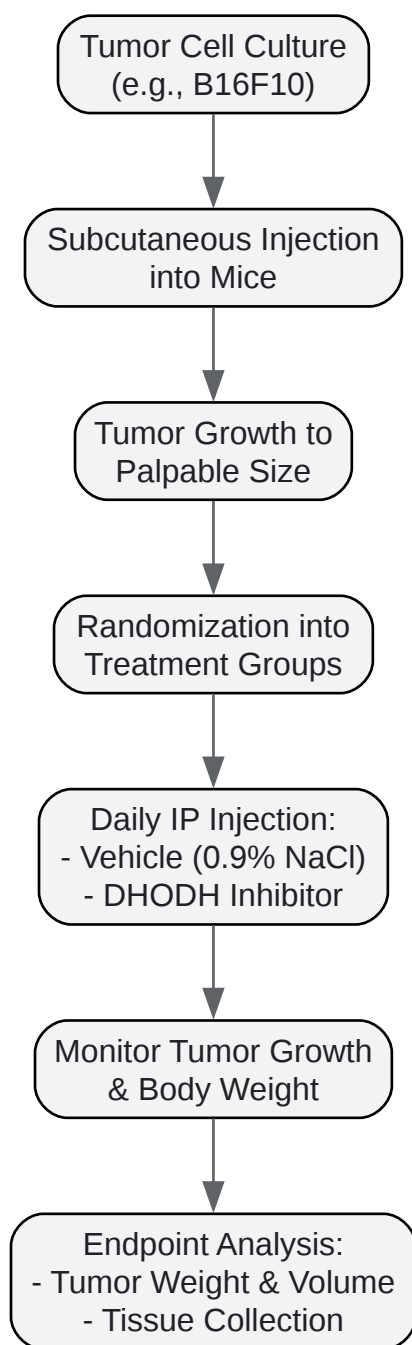 Tumor Cell Culture
(e.g., B16F10)
Subcutaneous Injection
into Mice
Tumor Growth to
Palpable Size
Randomization into
Treatment Groups
Daily IP Injection:
- Vehicle (0.9% NaCl)
- DHODH Inhibitor
Monitor Tumor Growth
& Body Weight
Endpoint Analysis:
- Tumor Weight & Volume
- Tissue Collection